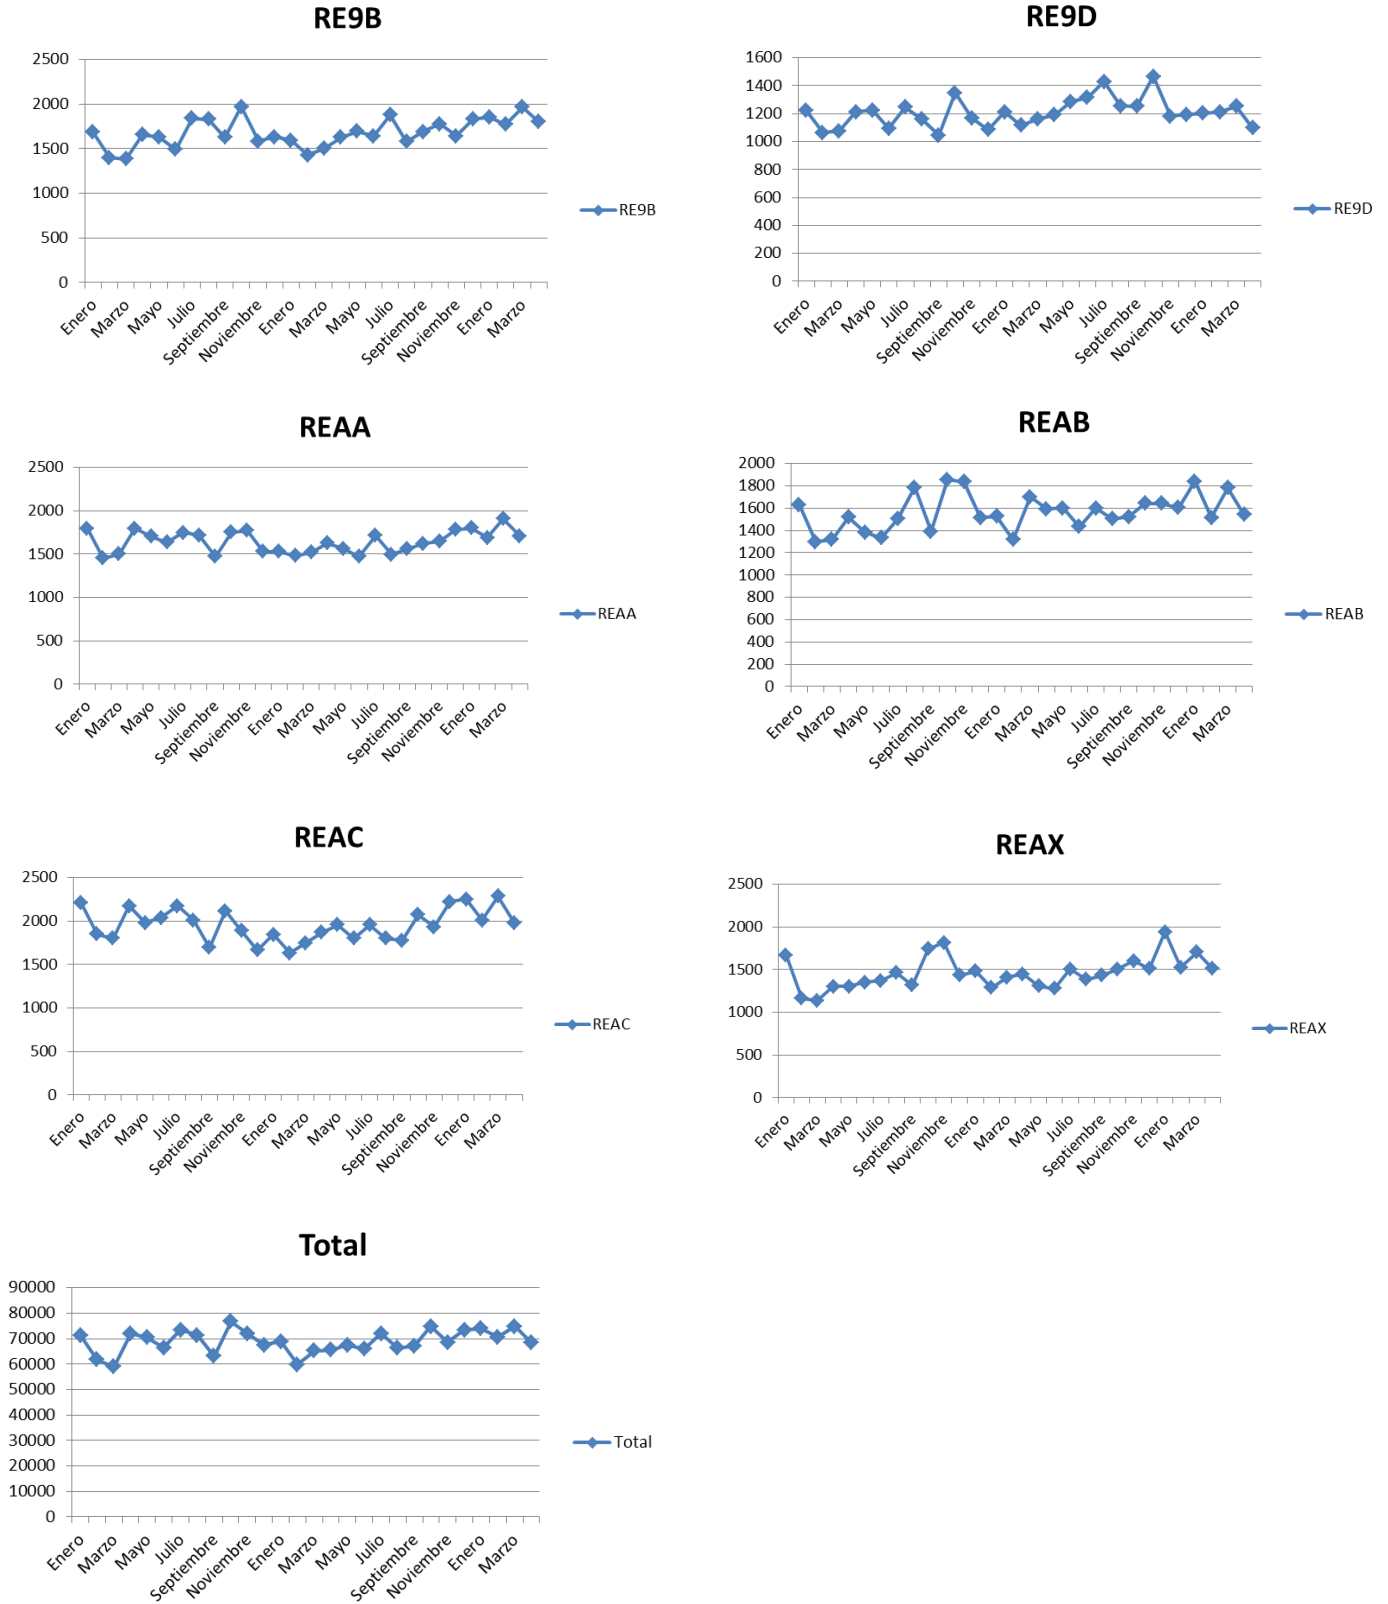 RE9B
2500
2000
1500
1000
500
0
Enero
Marzo
Mayo
Julio
Septiembre
Noviembre
Enero
Marzo
Mayo
Julio
Septiembre
Noviembre
Enero
Marzo
RE9B
RE9D
1600
1400
1200
1000
800
600
400
200
0
Enero
Marzo
Mayo
Julio
Septiembre
Noviembre
Enero
Marzo
Mayo
Julio
Septiembre
Noviembre
Enero
Marzo
RE9D
REAA
2500
2000
1500
1000
500
0
Enero
Marzo
Mayo
Julio
Septiembre
Noviembre
Enero
Marzo
Mayo
Julio
Septiembre
Noviembre
Enero
Marzo
REAA
REAB
2000
1800
1600
1400
1200
1000
800
600
400
200
0
Enero
Marzo
Mayo
Julio
Septiembre
Noviembre
Enero
Marzo
Mayo
Julio
Septiembre
Noviembre
Enero
Marzo
REAB
REAC
2500
2000
1500
1000
500
0
Enero
Marzo
Mayo
Julio
Septiembre
Noviembre
Enero
Marzo
Mayo
Julio
Septiembre
Noviembre
Enero
Marzo
REAC
REAX
2500
2000
1500
1000
500
0
Enero
Marzo
Mayo
Julio
Septiembre
Noviembre
Enero
Marzo
Mayo
Julio
Septiembre
Noviembre
Enero
Marzo
REAX
Total
90000
80000
70000
60000
50000
40000
30000
20000
10000
0
Enero
Marzo
Mayo
Julio
Septiembre
Noviembre
Enero
Marzo
Mayo
Julio
Septiembre
Noviembre
Enero
Marzo
Total